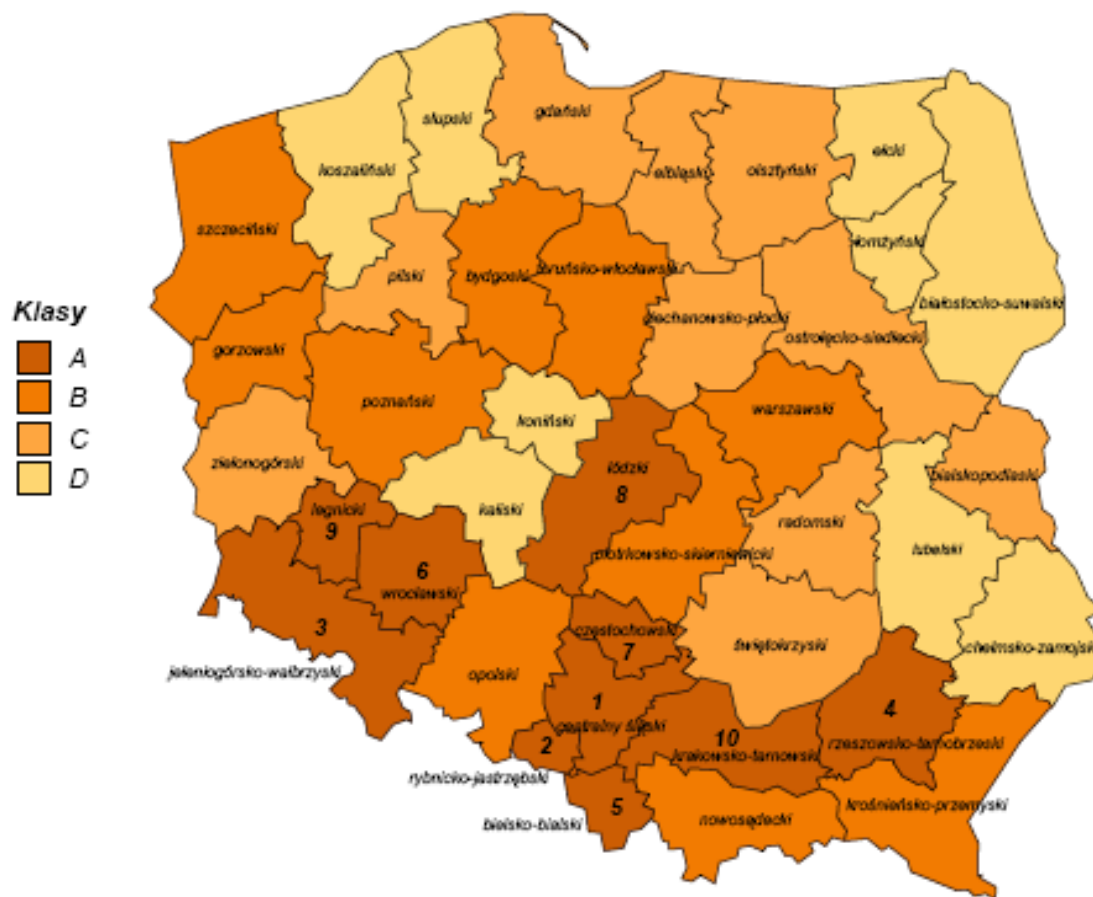 słupski
gdański
koszaliński
elbląski
olsztyński
ełcki
szczeciński
łomżyński
pilski
bydgoski
toruńsko-włocławski
białostocko-suwalski
Klasy
A
B
C
D
gorzowski
ciechanowsko-płocki
ostrołęcko-siedlecki
poznański
koniński
warszawski
zielonogórski
łódzki
8
bialskopodlaski
legnicki
9
kaliski
radomski
lubelski
piotrkowsko-skierniewicki
6
wrocławski
3
częstochowski
7
świętokrzyski
chełmsko-zamojski
jeleniogórsko-wałbrzyski
opolski
1
centralny śląski
4
2
10
krakowsko-tarnowski
rzeszowsko-tarnobrzeski
rybnicko-jastrzębski
5
bielsko-bialski
nowosądecki
krośnieńsko-przemyski